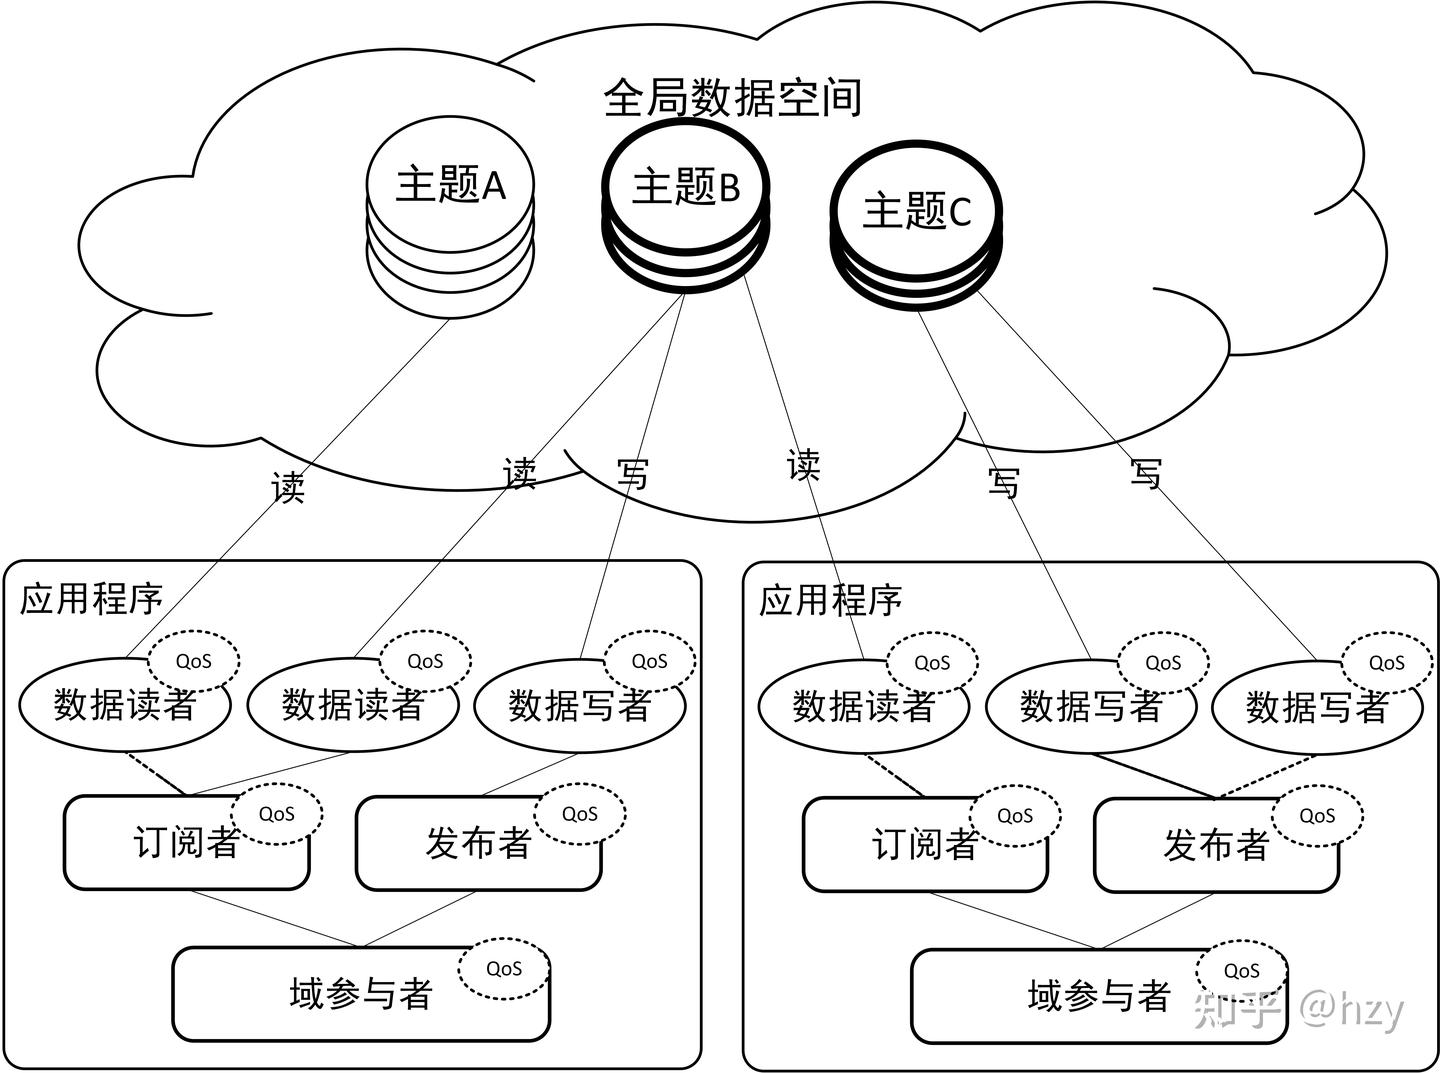 全局数据空间
主题A
主题B
主题C
读
读
写
读
写
写
应用程序
QoS
数据读者
QoS
数据读者
QoS
数据写者
订阅者
QoS
发布者
QoS
域参与者
QoS
应用程序
QoS
数据读者
QoS
数据写者
QoS
数据写者
订阅者
QoS
发布者
QoS
域参与者
QoS
知乎 @hzy